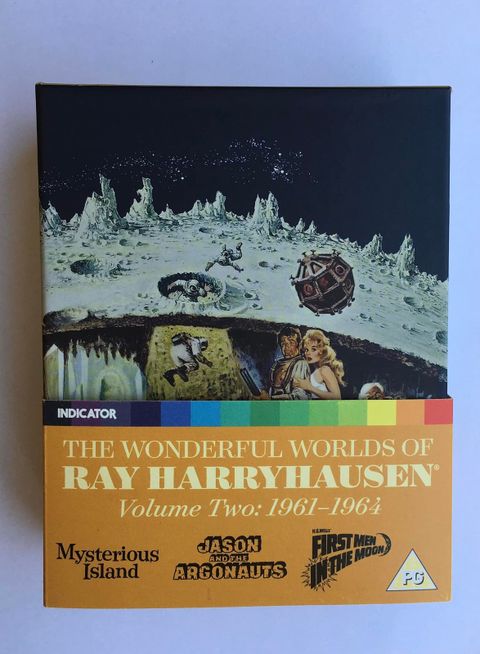 INDICATOR
THE WONDERFUL WORLDS OF
RAY HARRYHAUSEN®
Volume Two: 1961–1964
Mysterious
Island
JASON
AND THE
ARGONAUTS
H.G. WELLS'
FIRST MEN
IN THE MOON
PG